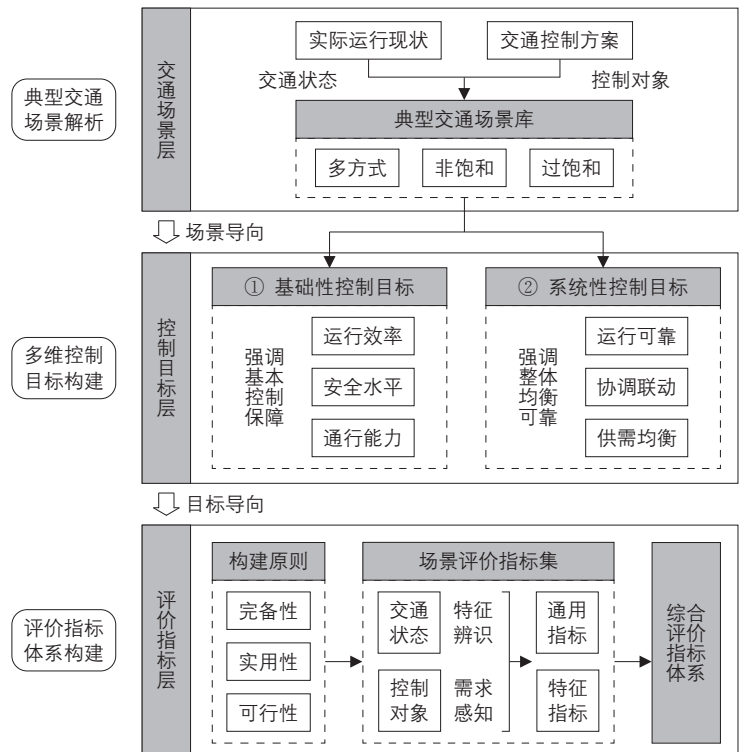 典型交通
场景解析
交通场景层
实际运行现状
交通控制方案
交通状态
控制对象
典型交通场景库
多方式
非饱和
过饱和
场景导向
多维控制
目标构建
控制目标层
① 基础性控制目标
强调
基本
控制
保障
运行效率
安全水平
通行能力
② 系统性控制目标
强调
整体
均衡
可靠
运行可靠
协调联动
供需均衡
目标导向
评价指标
体系构建
评价指标层
构建原则
完备性
实用性
可行性
场景评价指标集
交通
状态
特征
辨识
控制
对象
需求
感知
通用
指标
特征
指标
综合
评价
指标
体系